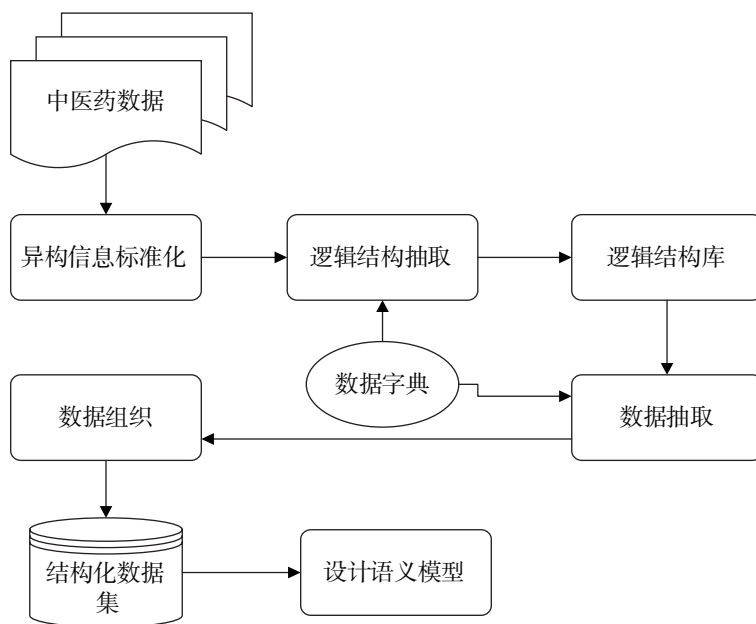 中医药数据
异构信息标准化
逻辑结构抽取
逻辑结构库
数据字典
数据组织
数据抽取
结构化数据
集
设计语义模型